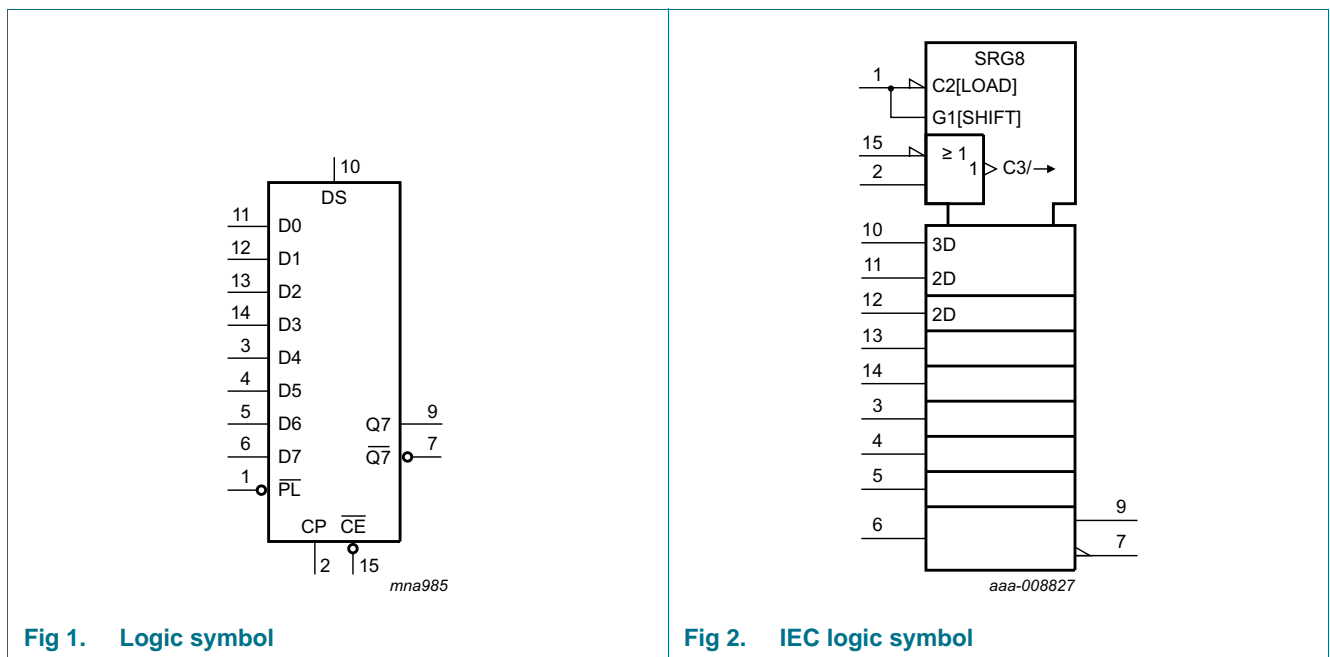 10
DS
11 D0
12 D1
13 D2
14 D3
3 D4
4 D5
5 D6 Q7 9
6 D7 Q7 7
1 PL
CP CE
2 15
mna985
Fig 1. Logic symbol
SRG8
1 C2[LOAD]
G1[SHIFT]
15 ≥ 1
1 C3/→
2
10 3D
11 2D
12 2D
13
14
3
4
5
9
6
7
aaa-008827
Fig 2. IEC logic symbol